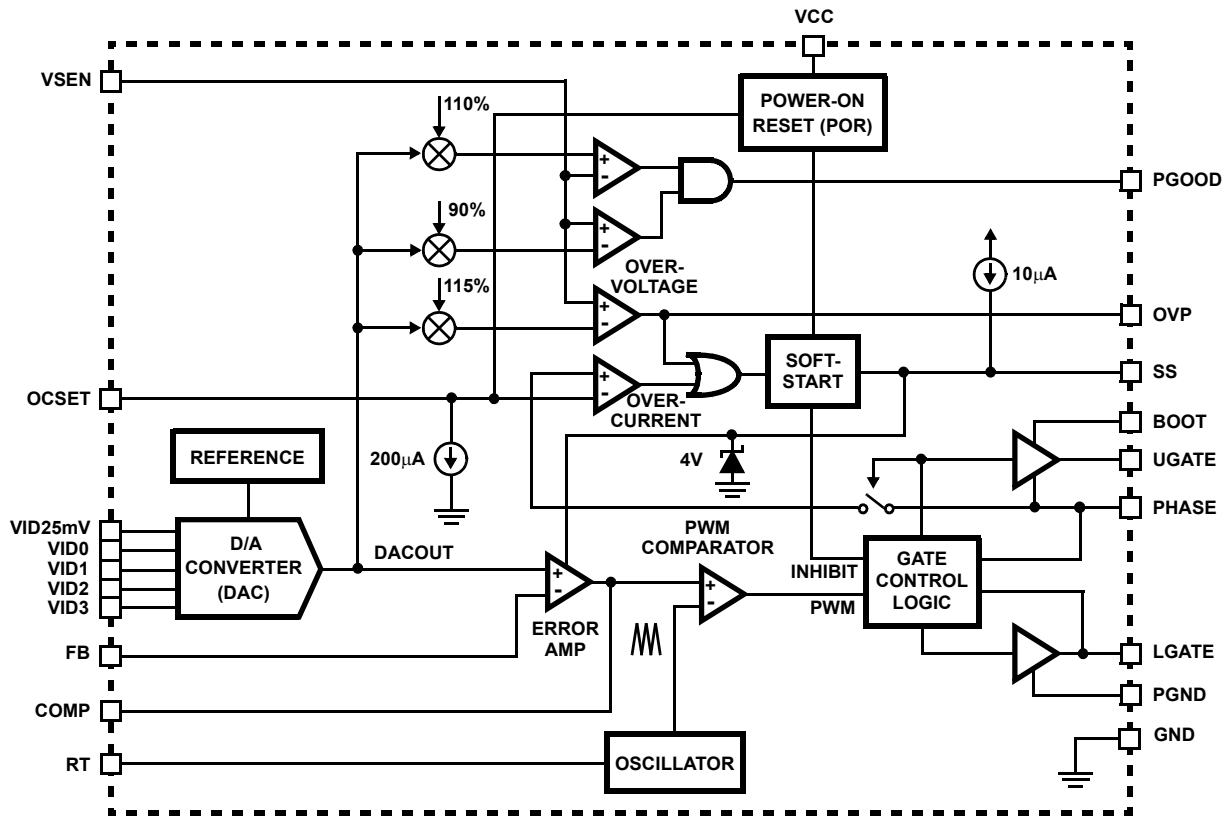 VCC
VSEN
110%
POWER-ON
RESET (POR)
+
-
PGOOD
90%
+
-
OVER-
VOLTAGE
10µA
115%
+
-
OVP
SOFT-
START
SS
OCSET
+
-
OVER-
CURRENT
BOOT
REFERENCE
200µA
4V
UGATE
PHASE
VID25mV
VID0
VID1
VID2
VID3
D/A
CONVERTER
(DAC)
DACOUT
PWM
COMPARATOR
+
-
+
-
INHIBIT
PWM
GATE
CONTROL
LOGIC
ERROR
AMP
FB
LGATE
COMP
PGND
RT
OSCILLATOR
GND